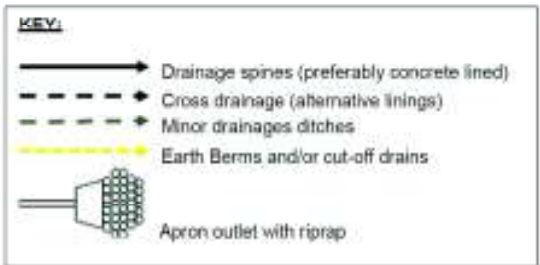 KEY:
Drainage spines (preferably concrete lined)
Cross drainage (alternative linings)
Minor drainages ditches
Earth Berms and/or cut-off drains
Apron outlet with riprap